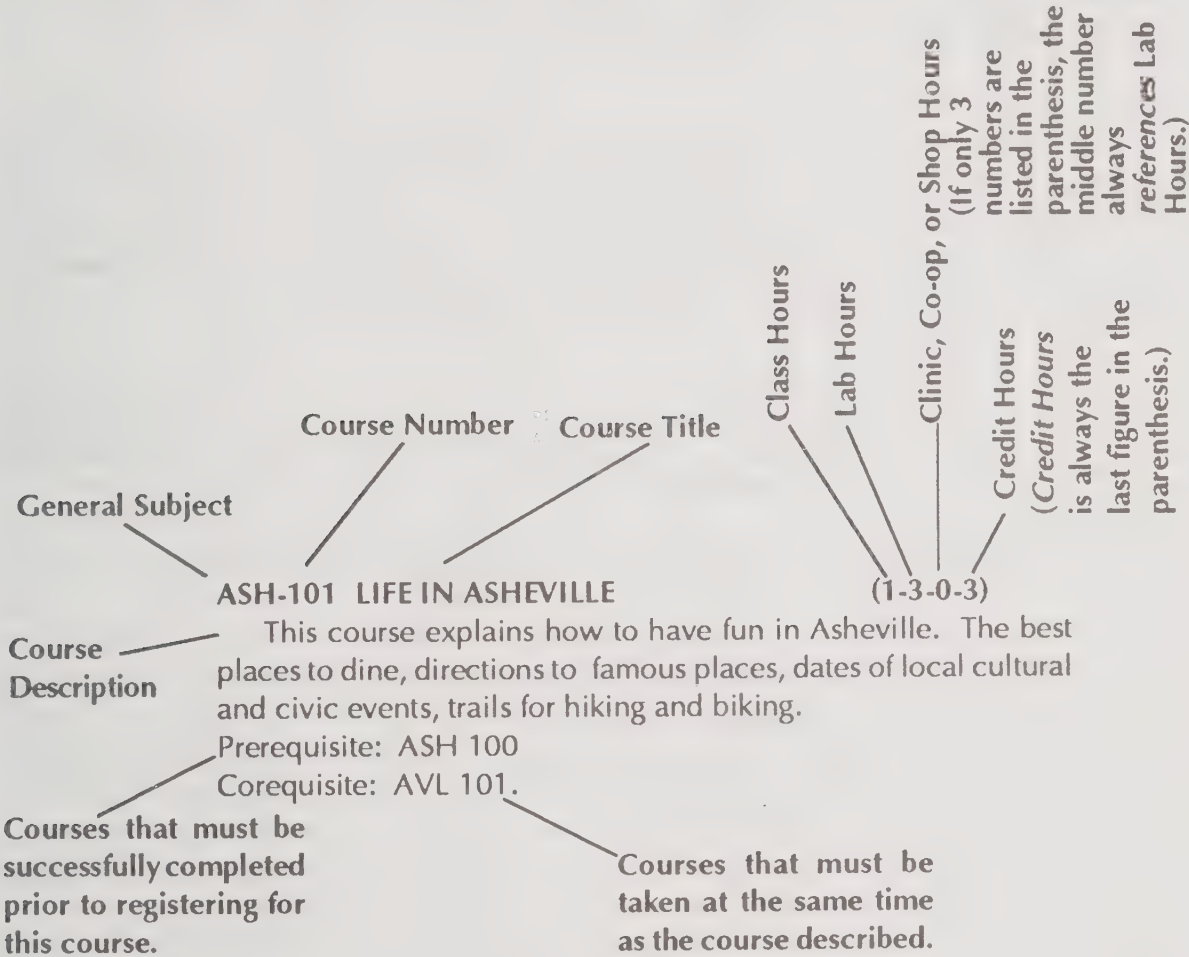 Class Hours
Lab Hours
Clinic, Co-op, or Shop Hours
(If only 3
numbers are
listed in the
parenthesis, the
middle number
always
references Lab
Hours.)
Credit Hours
(Credit Hours
is always the
last figure in the
parenthesis.)
Course Number
Course Title
General Subject
ASH-101 LIFE IN ASHEVILLE (1-3-0-3)
Course
Description
This course explains how to have fun in Asheville. The best
places to dine, directions to famous places, dates of local cultural
and civic events, trails for hiking and biking.
Prerequisite: ASH 100
Corequisite: AVL 101.
Courses that must be
successfully completed
prior to registering for
this course.
Courses that must be
taken at the same time
as the course described.